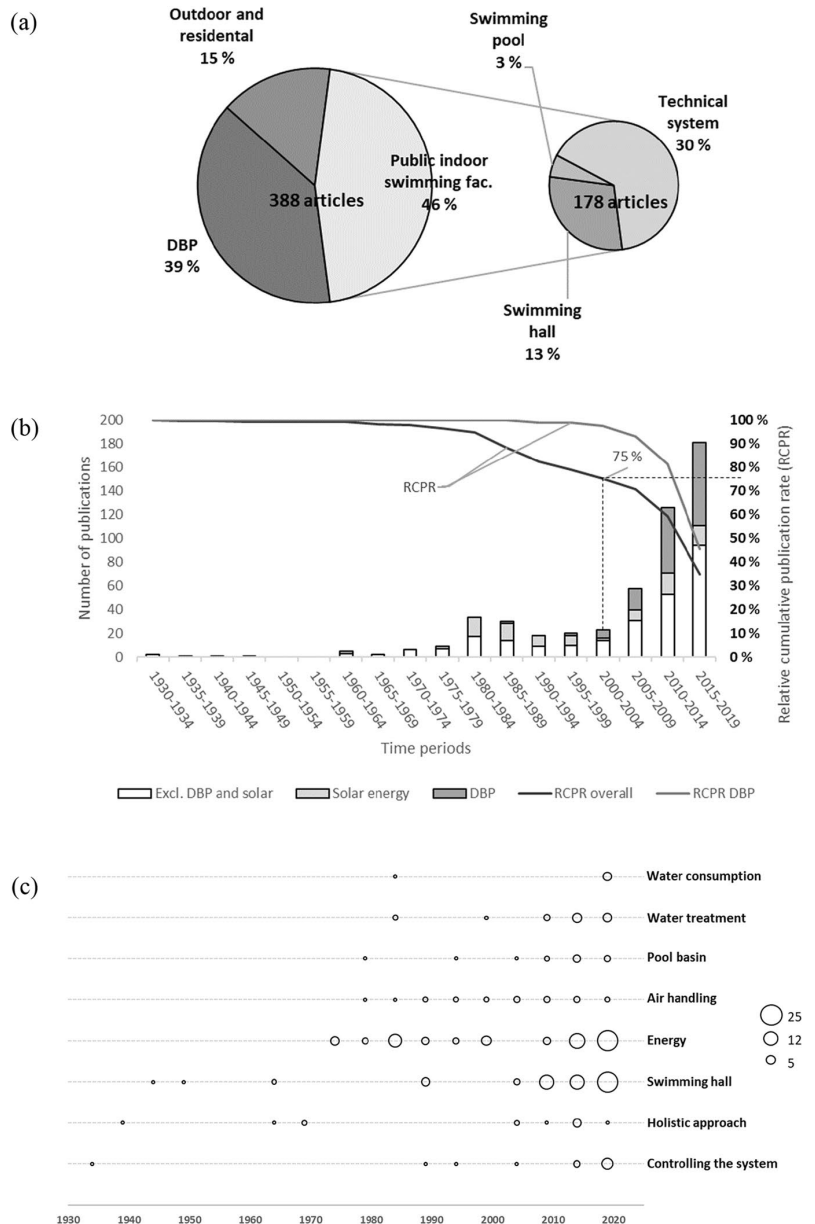 (a)
Outdoor and
residental
15 %
Swimming
pool
3 %
Technical
system
30 %
Public indoor
swimming fac.
46 %
388 articles
178 articles
DBP
39 %
Swimming
hall
13 %
(b)
200
180
160
140
120
100
80
60
40
20
0
Number of publications
100 %
90 %
80 %
70 %
60 %
50 %
40 %
30 %
20 %
10 %
0 %
Relative cumulative publication rate (RCPR)
75 %
RCPR
1930-1934
1935-1939
1940-1944
1945-1949
1950-1954
1955-1959
1960-1964
1965-1969
1970-1974
1975-1979
1980-1984
1985-1989
1990-1994
1995-1999
2000-2004
2005-2009
2010-2014
2015-2019
Time periods
Excl. DBP and solar
Solar energy
DBP
RCPR overall
RCPR DBP
(c)
Water consumption
Water treatment
Pool basin
Air handling
Energy
Swimming hall
Holistic approach
Controlling the system
25
12
5
1930 1940 1950 1960 1970 1980 1990 2000 2010 2020